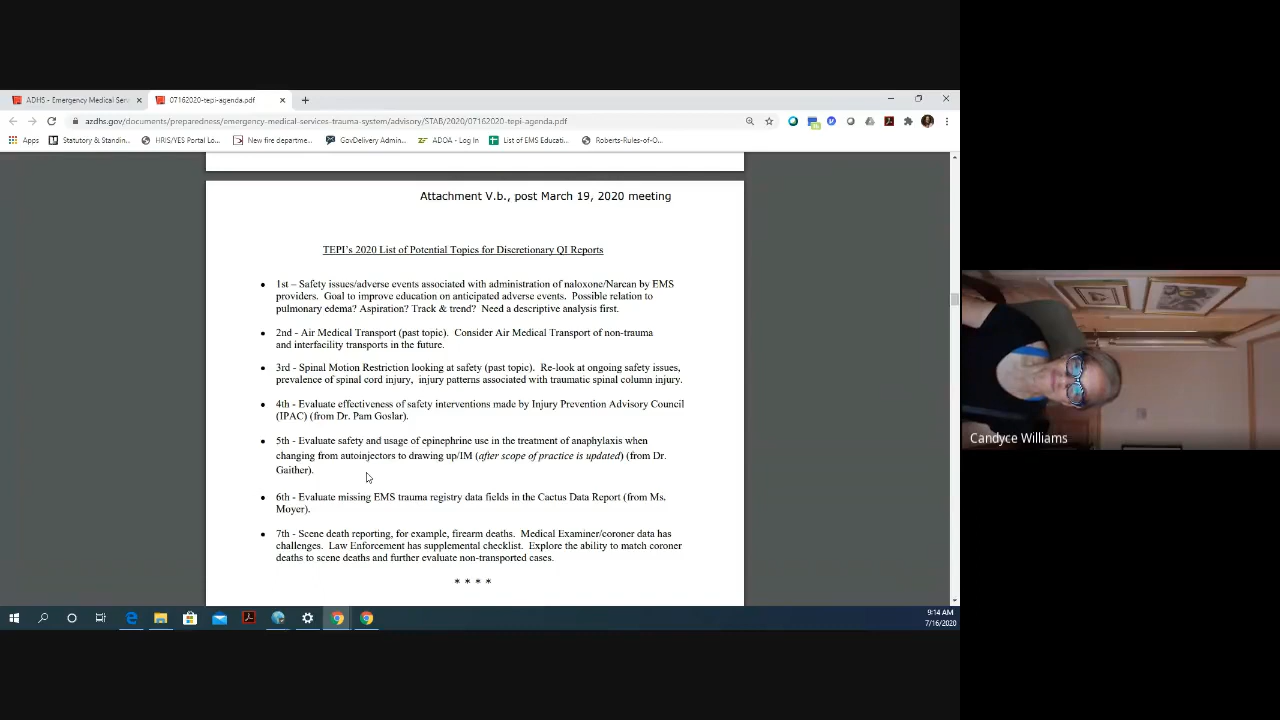 ADHS - Emergency Medical Serv
07162020-tepi-agenda.pdf
azdhs.gov/documents/preparedness/emergency-medical-services-trauma-system/advisory/STAB/2020/07162020-tepi-agenda.pdf
Apps
Statutory & Standin...
HRIS/YES Portal Lo...
New fire departme...
GovDelivery Admin...
ADOA - Log In
List of EMS Educati...
Roberts-Rules-of-O...
Attachment V.b., post March 19, 2020 meeting
TEPI's 2020 List of Potential Topics for Discretionary QI Reports
• 1st – Safety issues/adverse events associated with administration of naloxone/Narcan by EMS
providers. Goal to improve education on anticipated adverse events. Possible relation to
pulmonary edema? Aspiration? Track & trend? Need a descriptive analysis first.
• 2nd - Air Medical Transport (past topic). Consider Air Medical Transport of non-trauma
and interfacility transports in the future.
• 3rd - Spinal Motion Restriction looking at safety (past topic). Re-look at ongoing safety issues,
prevalence of spinal cord injury, injury patterns associated with traumatic spinal column injury.
• 4th - Evaluate effectiveness of safety interventions made by Injury Prevention Advisory Council
(IPAC) (from Dr. Pam Goslar).
• 5th - Evaluate safety and usage of epinephrine use in the treatment of anaphylaxis when
changing from autoinjectors to drawing up/IM (after scope of practice is updated) (from Dr.
Gaither).
• 6th - Evaluate missing EMS trauma registry data fields in the Cactus Data Report (from Ms.
Moyer).
• 7th - Scene death reporting, for example, firearm deaths. Medical Examiner/coroner data has
challenges. Law Enforcement has supplemental checklist. Explore the ability to match coroner
deaths to scene deaths and further evaluate non-transported cases.
* * * *
Candyce Williams
9:14 AM
7/16/2020